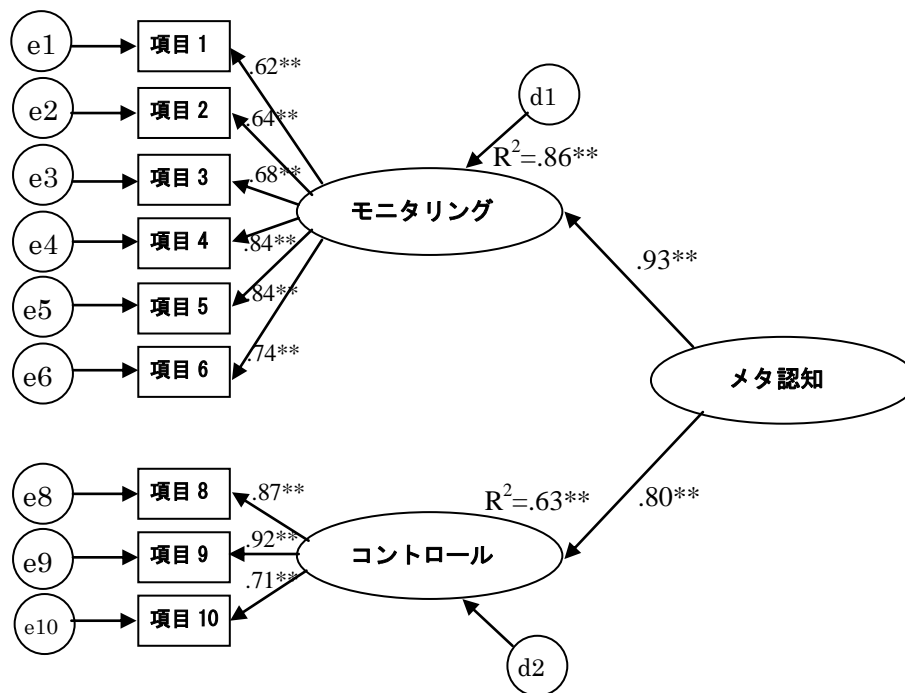 e1
項目 1
.62**
e2
項目 2
.64**
e3
項目 3
.68**
e4
項目 4
.84**
e5
項目 5
.84**
e6
項目 6
.74**
d1
R²=.86**
モニタリング
.93**
メタ認知
e8
項目 8
.87**
e9
項目 9
.92**
e10
項目 10
.71**
R²=.63**
.80**
コントロール
d2